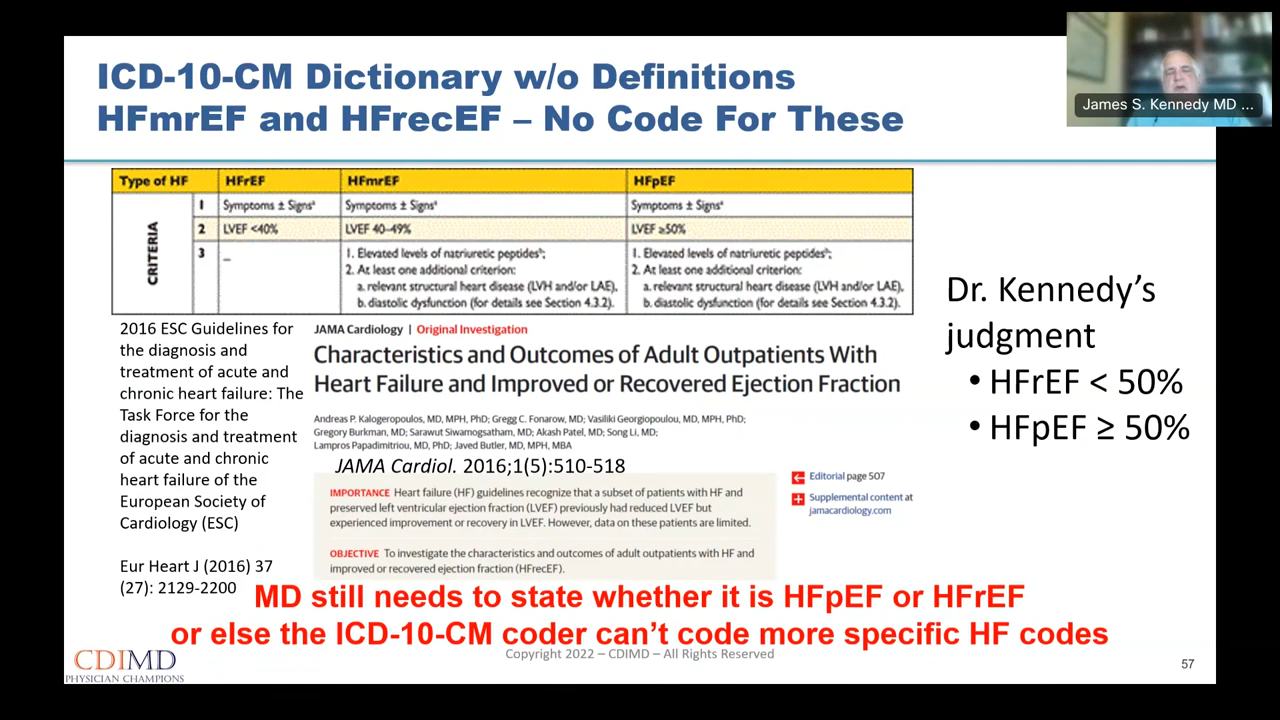 James S. Kennedy MD ...
ICD-10-CM Dictionary w/o Definitions
HFmrEF and HFrecEF – No Code For These
Type of HF HFrEF HFmrEF HFpEF
CRITERIA
1 Symptoms ± Signsᵃ Symptoms ± Signsᵃ Symptoms ± Signsᵃ
2 LVEF <40% LVEF 40–49% LVEF ≥50%
3 – 1. Elevated levels of natriuretic peptidesᵇ; 1. Elevated levels of natriuretic peptidesᵇ;
2. At least one additional criterion: 2. At least one additional criterion:
a. relevant structural heart disease (LVH and/or LAE), a. relevant structural heart disease (LVH and/or LAE),
b. diastolic dysfunction (for details see Section 4.3.2). b. diastolic dysfunction (for details see Section 4.3.2).
2016 ESC Guidelines for
the diagnosis and
treatment of acute and
chronic heart failure: The
Task Force for the
diagnosis and treatment
of acute and chronic
heart failure of the
European Society of
Cardiology (ESC)
Eur Heart J (2016) 37
(27): 2129-2200
JAMA Cardiology | Original Investigation
Characteristics and Outcomes of Adult Outpatients With
Heart Failure and Improved or Recovered Ejection Fraction
Andreas P. Kalogeropoulos, MD, MPH, PhD; Gregg C. Fonarow, MD; Vasiliki Georgiopoulou, MD, MPH, PhD;
Gregory Burkman, MD; Sarawut Siwamogsatham, MD; Akash Patel, MD; Song Li, MD;
Lampros Papadimitriou, MD, PhD; Javed Butler, MD, MPH, MBA
JAMA Cardiol. 2016;1(5):510-518
IMPORTANCE Heart failure (HF) guidelines recognize that a subset of patients with HF and
preserved left ventricular ejection fraction (LVEF) previously had reduced LVEF but
experienced improvement or recovery in LVEF. However, data on these patients are limited.
OBJECTIVE To investigate the characteristics and outcomes of adult outpatients with HF and
improved or recovered ejection fraction (HFrecEF).
Editorial page 507
Supplemental content at
jamacardiology.com
Dr. Kennedy’s
judgment
• HFrEF < 50%
• HFpEF ≥ 50%
MD still needs to state whether it is HFpEF or HFrEF
or else the ICD-10-CM coder can’t code more specific HF codes
Copyright 2022 – CDIMD – All Rights Reserved
CDIMD
PHYSICIAN CHAMPIONS
57